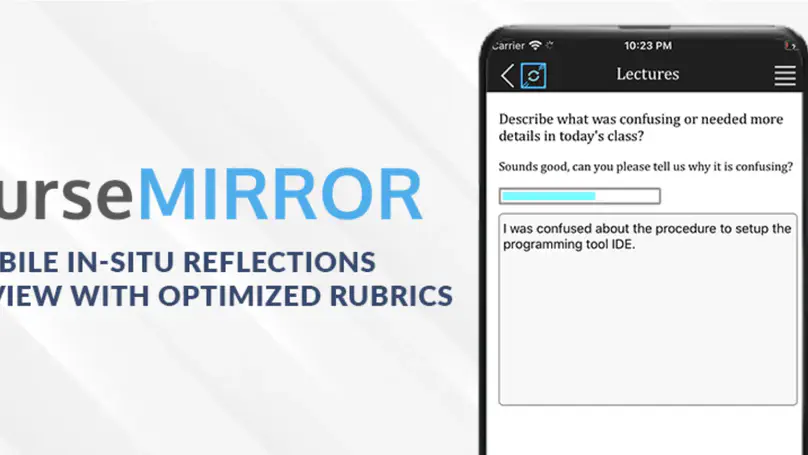 urseMIRROR
BILE IN-SITU REFLECTIONS
VIEW WITH OPTIMIZED RUBRICS
Carrier
10:23 PM
Lectures
Describe what was confusing or needed more
details in today's class?
Sounds good, can you please tell us why it is confusing?
I was confused about the procedure to setup the
programming tool IDE.